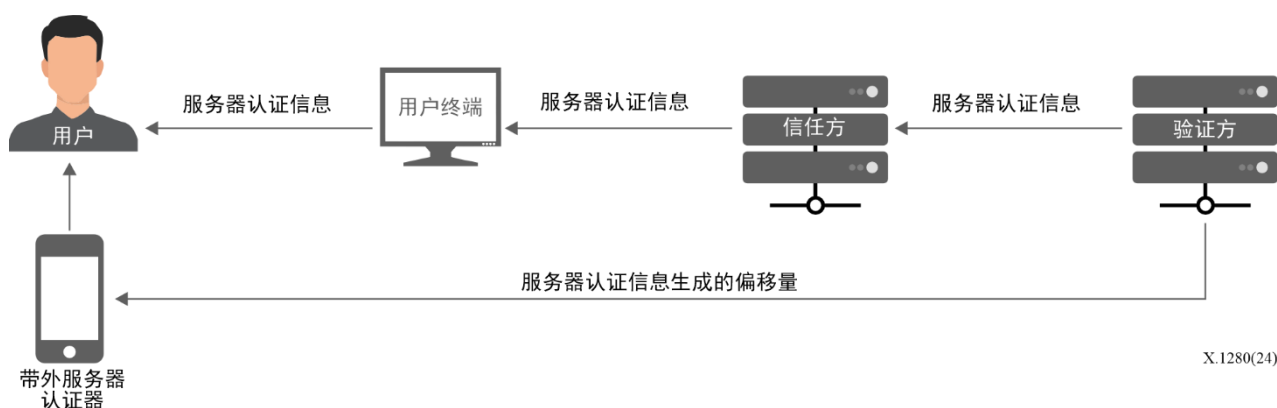 服务器认证信息
服务器认证信息
服务器认证信息
用户
用户终端
信任方
验证方
服务器认证信息生成的偏移量
X.1280(24)
带外服务器
认证器